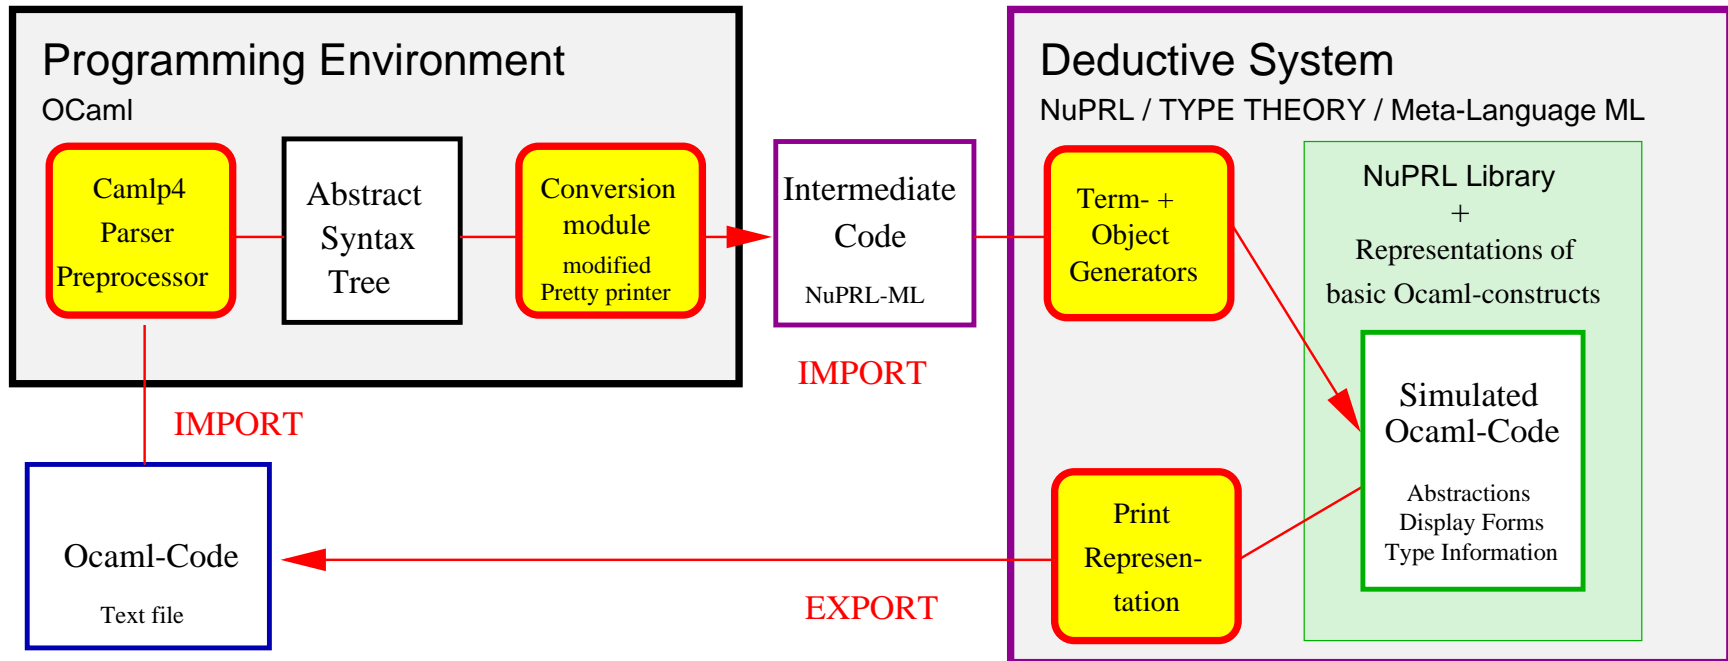 Programming Environment
OCaml
Camlp4
Parser
Preprocessor
Abstract
Syntax
Tree
Conversion
module
modified
Pretty printer
IMPORT
Ocaml-Code
Text file
Intermediate
Code
NuPRL-ML
IMPORT
EXPORT
Deductive System
NuPRL / TYPE THEORY / Meta-Language ML
Term- +
Object
Generators
NuPRL Library
+
Representations of
basic Ocaml-constructs
Simulated
Ocaml-Code
Abstractions
Display Forms
Type Information
Print
Represen-
tation